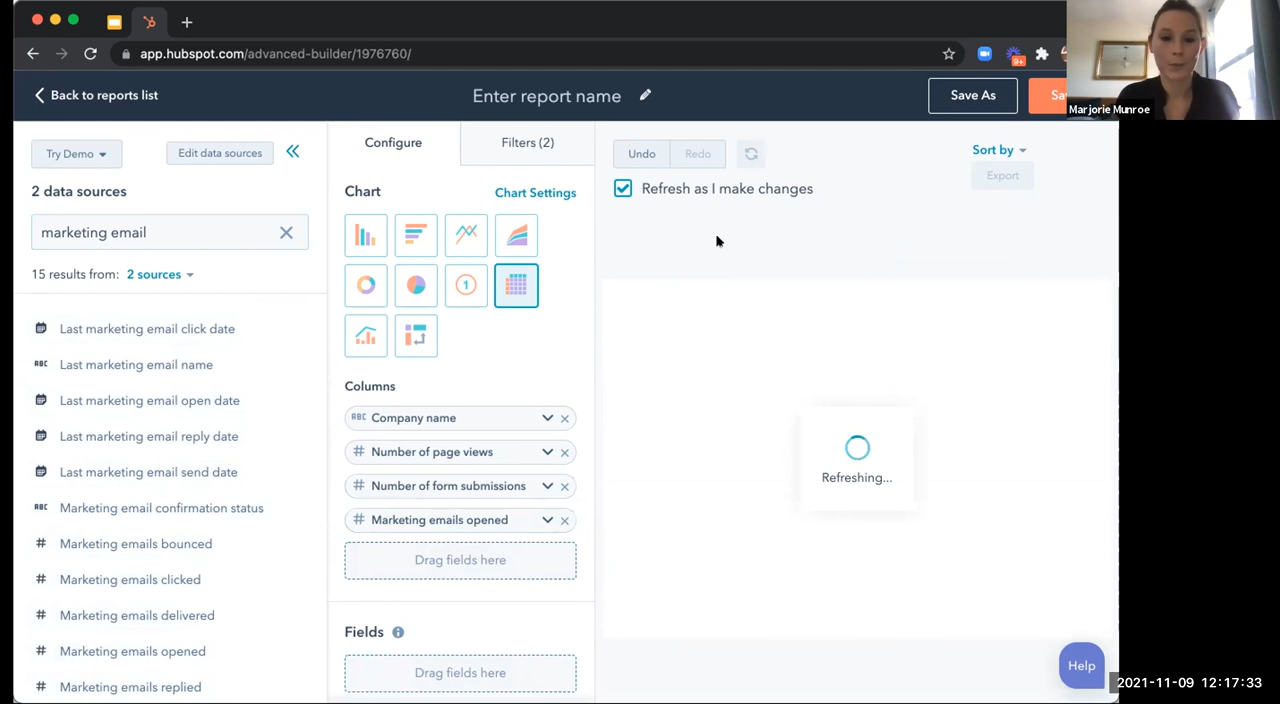 app.hubspot.com/advanced-builder/1976760/
9+
Marjorie Munroe
Back to reports list
Enter report name
Save As
Try Demo
Edit data sources
2 data sources
marketing email
15 results from: 2 sources
Last marketing email click date
ABC Last marketing email name
Last marketing email open date
Last marketing email reply date
Last marketing email send date
ABC Marketing email confirmation status
# Marketing emails bounced
# Marketing emails clicked
# Marketing emails delivered
# Marketing emails opened
# Marketing emails replied
Configure
Filters (2)
Chart
Chart Settings
1
Columns
ABC Company name
# Number of page views
# Number of form submissions
# Marketing emails opened
Drag fields here
Fields
Drag fields here
Undo
Redo
Sort by
Export
Refresh as I make changes
Refreshing...
Help
2021-11-09 12:17:33